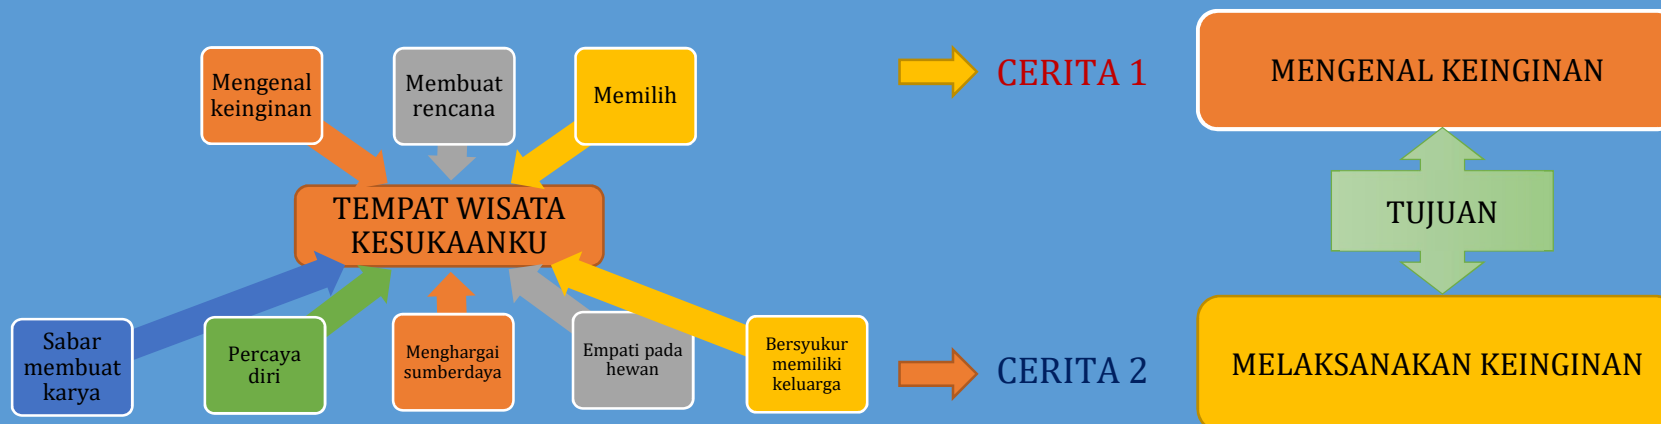 Mengenal
keinginan
Membuat
rencana
Memilih
TEMPAT WISATA
KESUKAANKU
Sabar
membuat
karya
Percaya
diri
Menghargai
sumberdaya
Empati pada
hewan
Bersyukur
memiliki
keluarga
CERITA 1
MENGENAL KEINGINAN
TUJUAN
CERITA 2
MELAKSANAKAN KEINGINAN